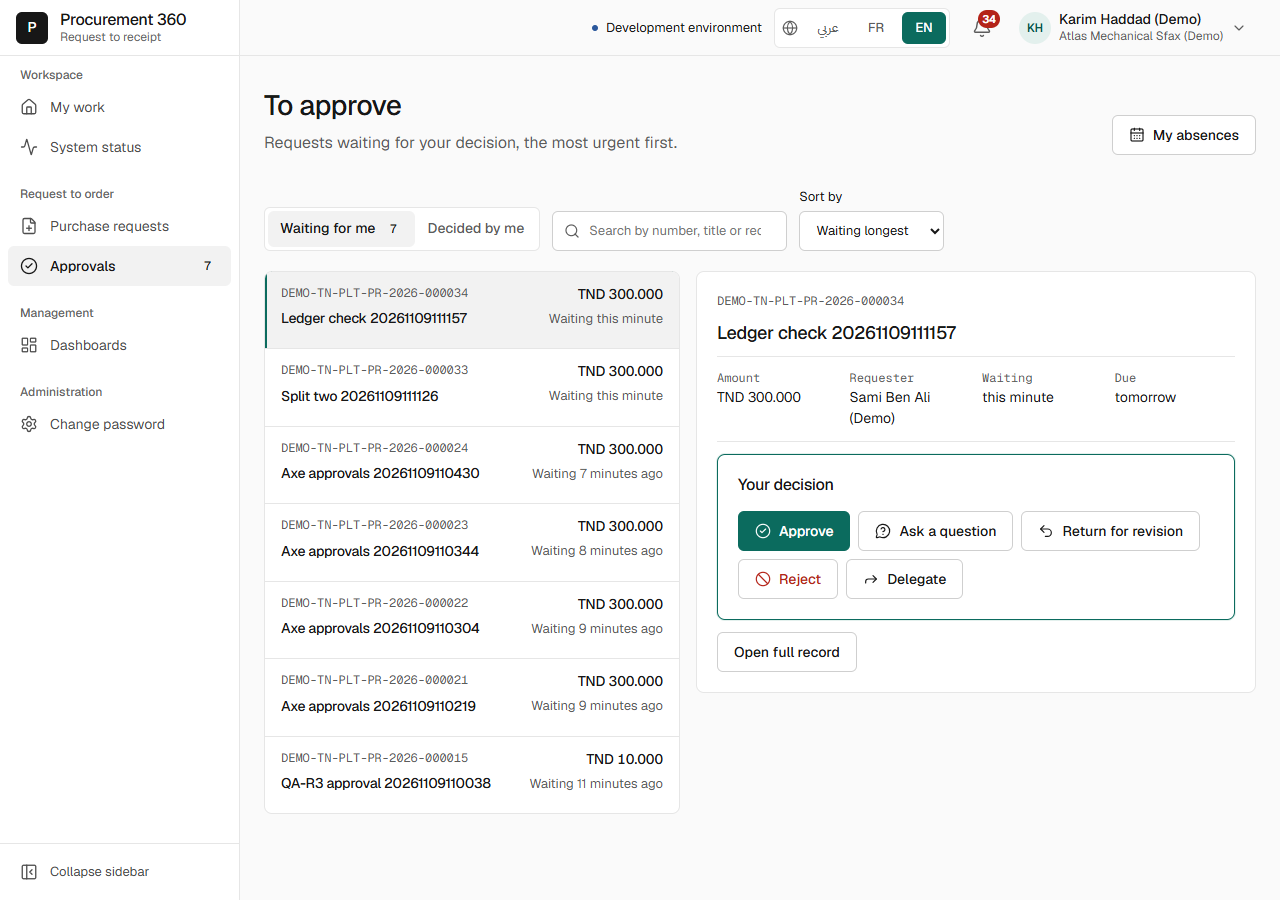 P
Procurement 360
Request to receipt
Development environment
عربي
FR
EN
34
KH
Karim Haddad (Demo)
Atlas Mechanical Sfax (Demo)
Workspace
My work
System status
Request to order
Purchase requests
Approvals 7
Management
Dashboards
Administration
Change password
Collapse sidebar
To approve
Requests waiting for your decision, the most urgent first.
My absences
Waiting for me 7
Decided by me
Search by number, title or rec
Sort by
Waiting longest
DEMO-TN-PLT-PR-2026-000034 TND 300.000
Ledger check 20261109111157 Waiting this minute
DEMO-TN-PLT-PR-2026-000033 TND 300.000
Split two 20261109111126 Waiting this minute
DEMO-TN-PLT-PR-2026-000024 TND 300.000
Axe approvals 20261109110430 Waiting 7 minutes ago
DEMO-TN-PLT-PR-2026-000023 TND 300.000
Axe approvals 20261109110344 Waiting 8 minutes ago
DEMO-TN-PLT-PR-2026-000022 TND 300.000
Axe approvals 20261109110304 Waiting 9 minutes ago
DEMO-TN-PLT-PR-2026-000021 TND 300.000
Axe approvals 20261109110219 Waiting 9 minutes ago
DEMO-TN-PLT-PR-2026-000015 TND 10.000
QA-R3 approval 20261109110038 Waiting 11 minutes ago
DEMO-TN-PLT-PR-2026-000034
Ledger check 20261109111157
Amount Requester Waiting Due
TND 300.000 Sami Ben Ali this minute tomorrow
(Demo)
Your decision
Approve Ask a question Return for revision
Reject Delegate
Open full record